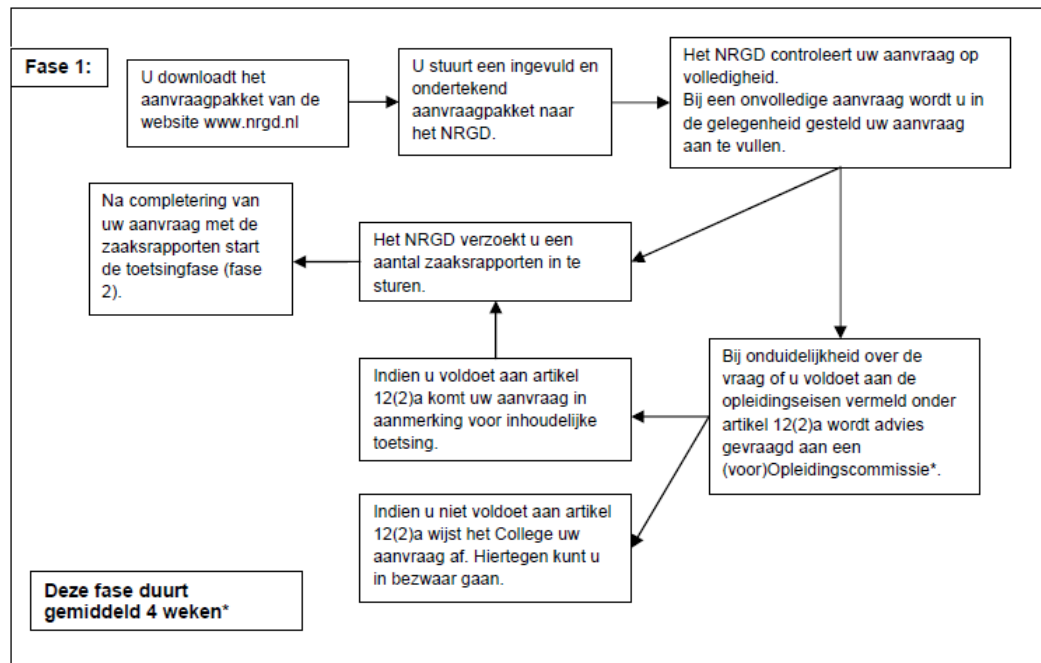 Fase 1:
U downloadt het
aanvraagpakket van de
website www.nrgd.nl
U stuurt een ingevuld en
ondertekend
aanvraagpakket naar
het NRGD.
Het NRGD controleert uw aanvraag op
volledigheid.
Bij een onvolledige aanvraag wordt u in
de gelegenheid gesteld uw aanvraag
aan te vullen.
Na completering van
uw aanvraag met de
zaaksrapporten start
de toetsingfase (fase
2).
Het NRGD verzoekt u een
aantal zaaksrapporten in te
sturen.
Indien u voldoet aan artikel
12(2)a komt uw aanvraag in
aanmerking voor inhoudelijke
toetsing.
Bij onduidelijkheid over de
vraag of u voldoet aan de
opleidingseisen vermeld onder
artikel 12(2)a wordt advies
gevraagd aan een
(voor)Opleidingscommissie*.
Indien u niet voldoet aan artikel
12(2)a wijst het College uw
aanvraag af. Hiertegen kunt u
in bezwaar gaan.
Deze fase duurt
gemiddeld 4 weken*